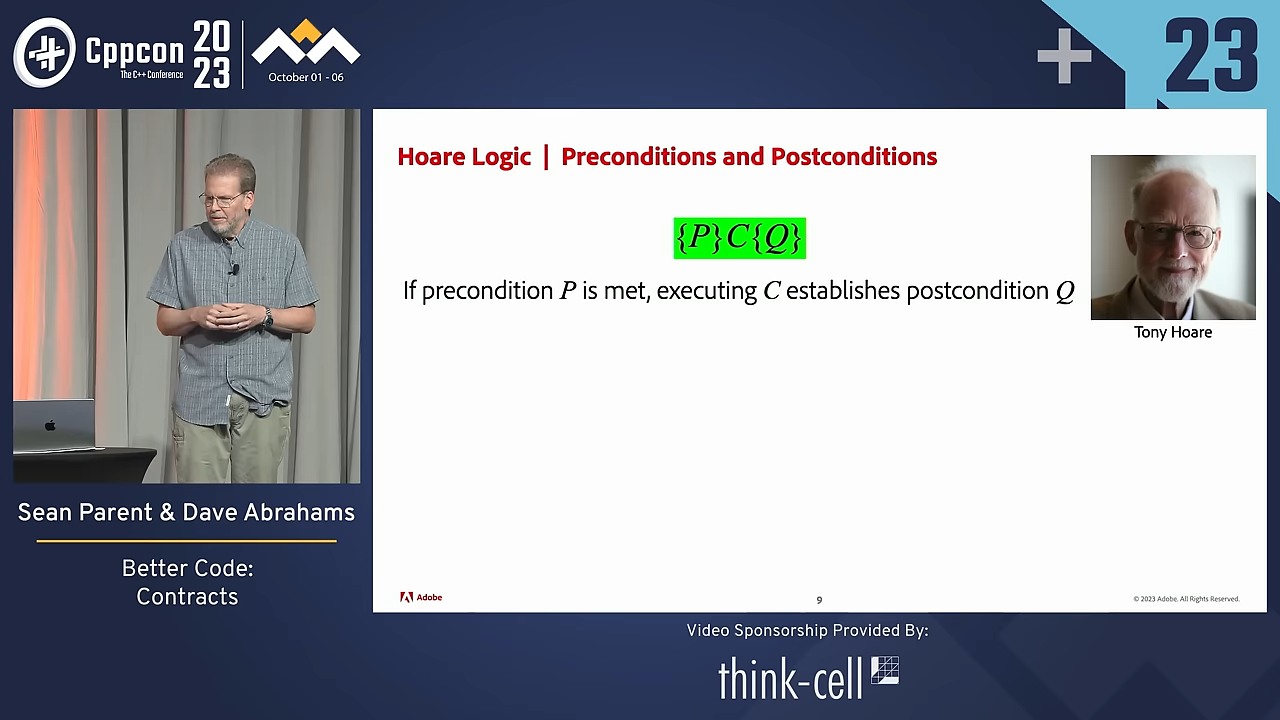 Cppcon
The C++ Conference
20
23
October 01 - 06
23
Hoare Logic | Preconditions and Postconditions
{P}C{Q}
If precondition P is met, executing C establishes postcondition Q
Tony Hoare
Sean Parent & Dave Abrahams
Better Code:
Contracts
Adobe
9
© 2023 Adobe. All Rights Reserved.
Video Sponsorship Provided By:
think-cell